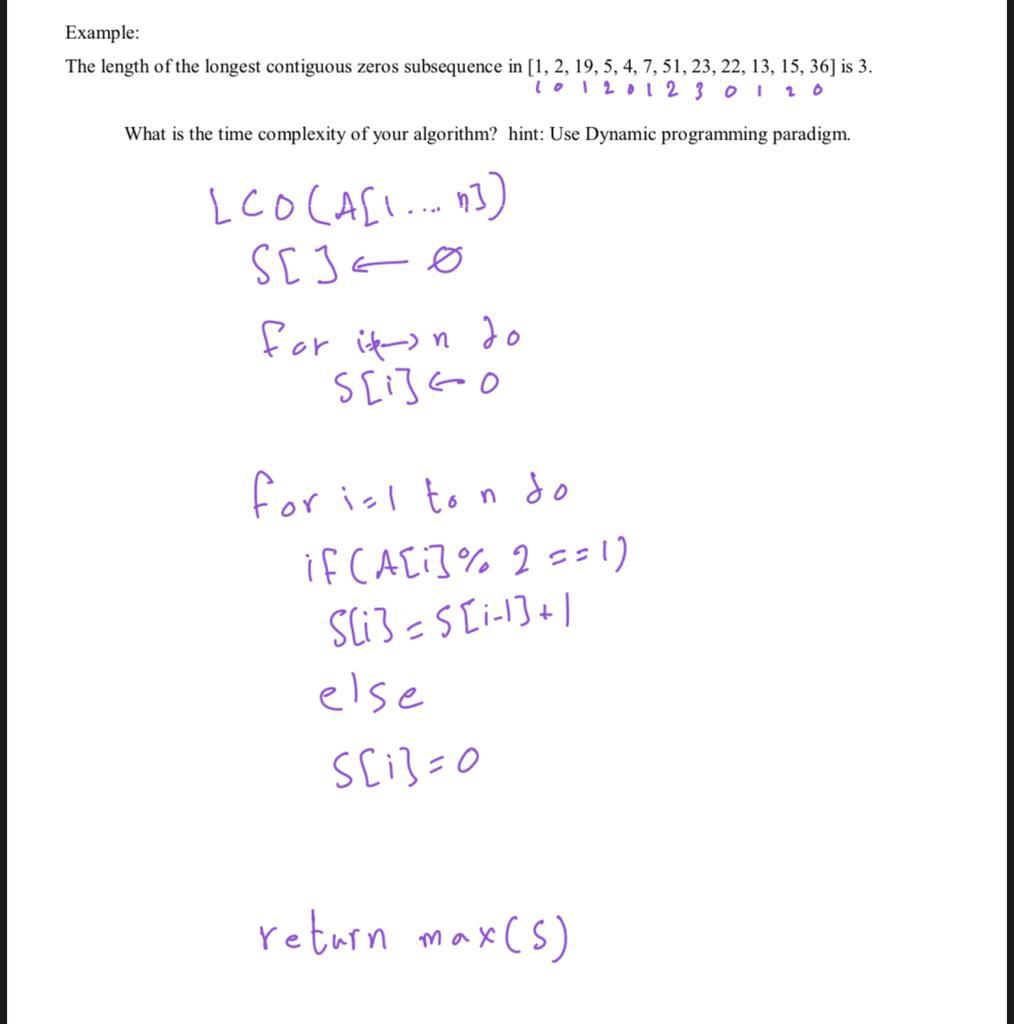 Example:
The length of the longest contiguous zeros subsequence in [1, 2, 19, 5, 4, 7, 51, 23, 22, 13, 15, 36] is 3.
1 0 1 2 0 1 2 3 0 1 2 0
What is the time complexity of your algorithm? hint: Use Dynamic programming paradigm.
LCO(A[1....n])
S[] ← ∅
for i → n do
S[i] ← 0
for i=1 to n do
if(A[i]% 2 ==1)
S[i] = S[i-1]+1
else
S[i] = 0
return max(S)